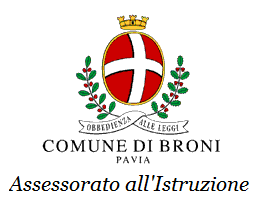 OBBEDIENZA ALLE LEGGI
COMUNE DI BRONI
PAVIA
Assessorato all'Istruzione